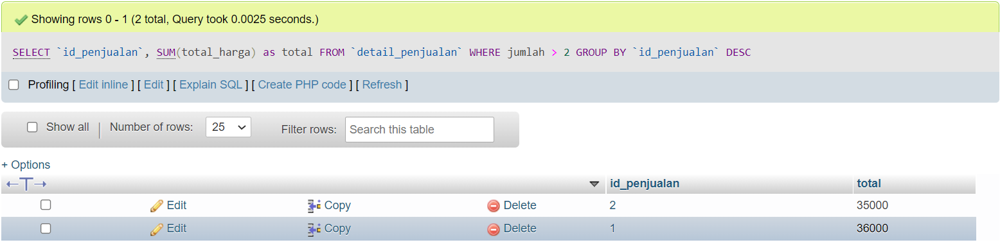 Showing rows 0 - 1 (2 total, Query took 0.0025 seconds.)
SELECT `id_penjualan`, SUM(total_harga) as total FROM `detail_penjualan` WHERE jumlah > 2 GROUP BY `id_penjualan` DESC
Profiling [ Edit inline ] [ Edit ] [ Explain SQL ] [ Create PHP code ] [ Refresh ]
Show all | Number of rows: 25 Filter rows: Search this table
+ Options
←T→ id_penjualan total
Edit Copy Delete 2 35000
Edit Copy Delete 1 36000